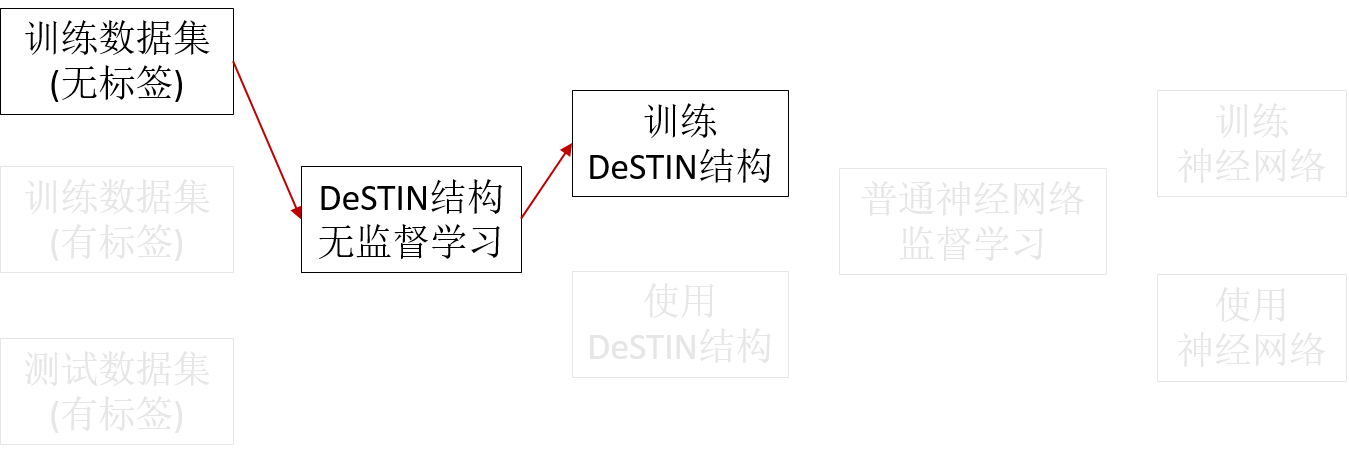 训练数据集
(无标签)
训练数据集
(有标签)
测试数据集
(有标签)
DeSTIN结构
无监督学习
训练
DeSTIN结构
使用
DeSTIN结构
普通神经网络
监督学习
训练
神经网络
使用
神经网络